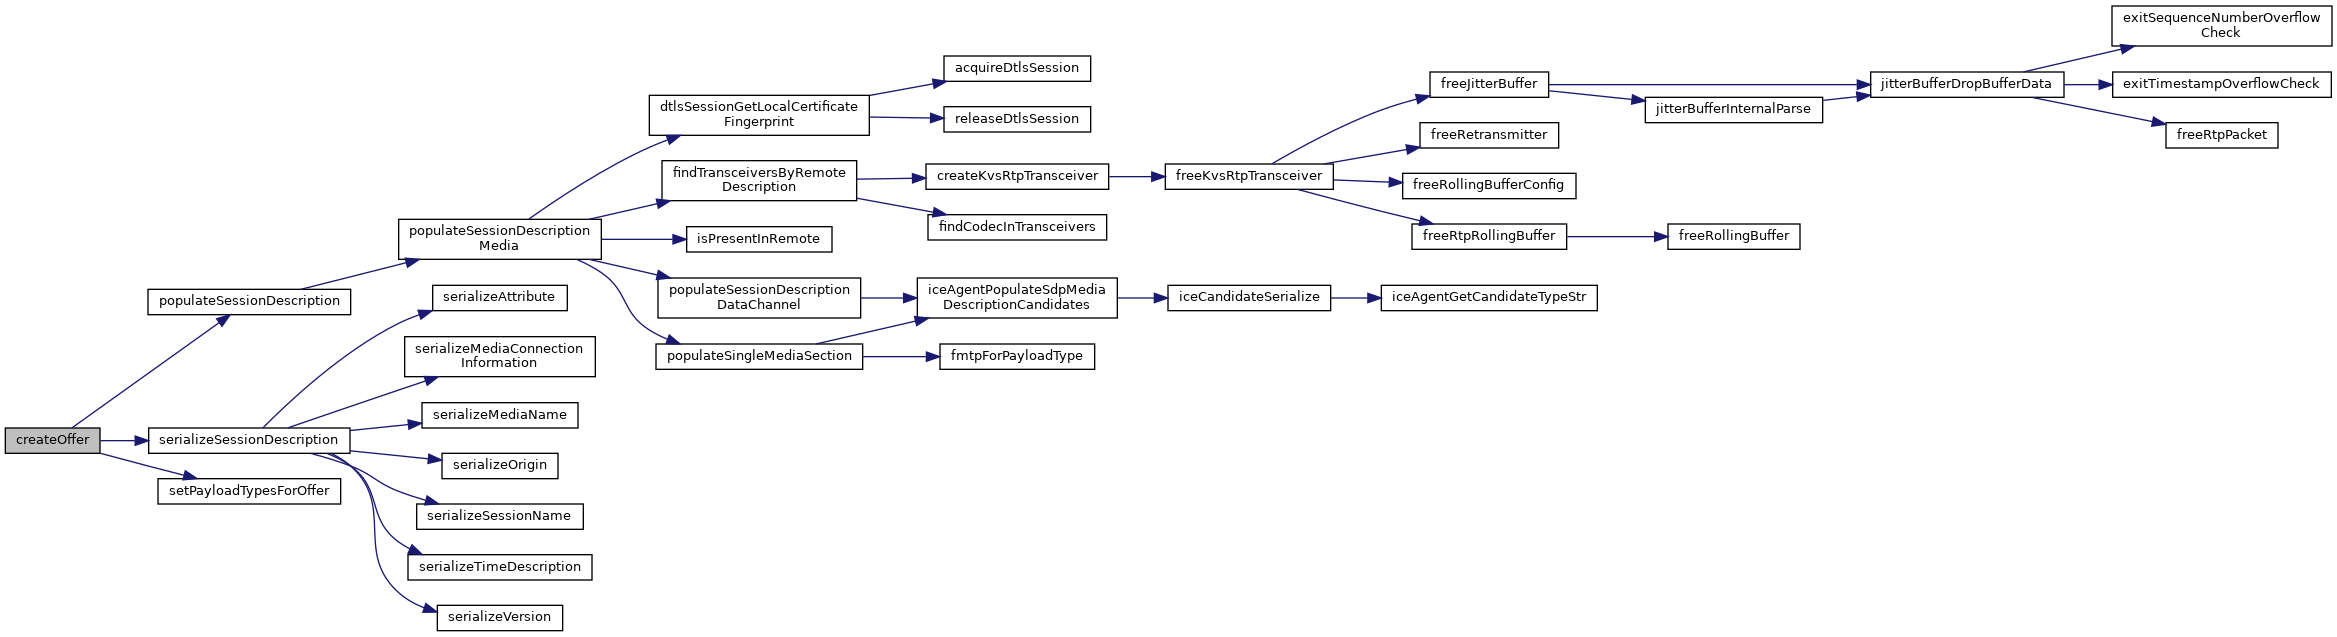 exitSequenceNumberOverflow
Check
acquireDtlsSession
freeJitterBuffer
jitterBufferDropBufferData
exitTimestampOverflowCheck
dtlsSessionGetLocalCertificate
Fingerprint
jitterBufferInternalParse
releaseDtlsSession
freeRetransmitter
freeRtpPacket
findTransceiversByRemote
Description
createKvsRtpTransceiver
freeKvsRtpTransceiver
freeRollingBufferConfig
findCodecInTransceivers
populateSessionDescription
Media
isPresentInRemote
freeRtpRollingBuffer
freeRollingBuffer
populateSessionDescription
DataChannel
iceAgentPopulateSdpMedia
DescriptionCandidates
iceCandidateSerialize
iceAgentGetCandidateTypeStr
populateSessionDescription
serializeAttribute
serializeMediaConnection
Information
populateSingleMediaSection
fmtpForPayloadType
serializeMediaName
createOffer
serializeSessionDescription
serializeOrigin
setPayloadTypesForOffer
serializeSessionName
serializeTimeDescription
serializeVersion